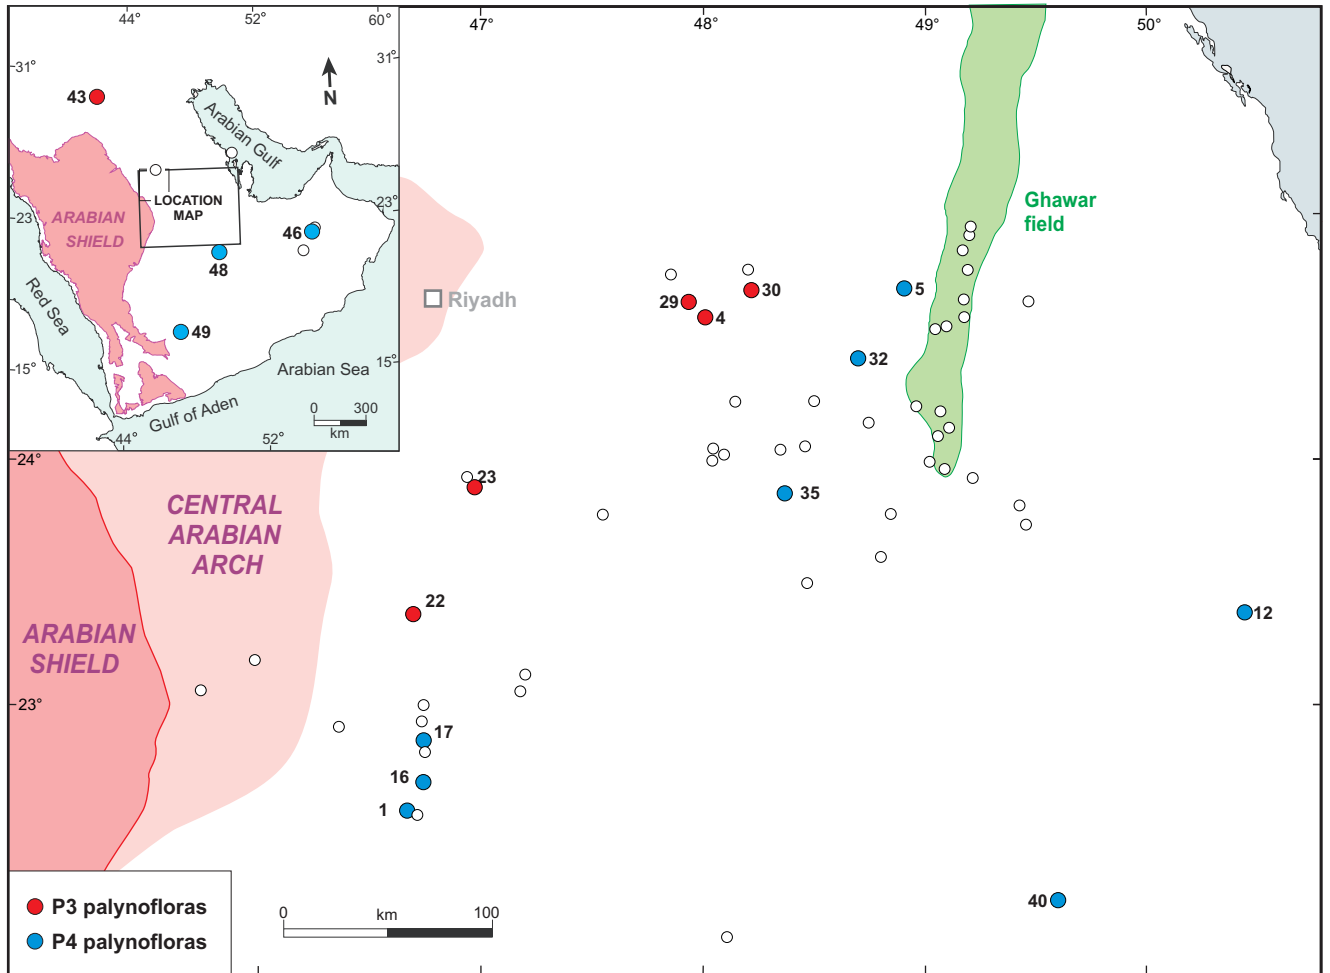 44°
52°
60°
47°
48°
49°
50°
31°
31°
43
N
Arabian Gulf
LOCATION
MAP
ARABIAN
SHIELD
23
23°
46
48
Red Sea
49
15°
15°
Arabian Sea
Gulf of Aden
0 300
km
44°
52°
Ghawar
field
Riyadh
29
30
4
5
32
24°
23
35
CENTRAL
ARABIAN
ARCH
22
12
ARABIAN
SHIELD
23°
17
16
1
40
P3 palynofloras
P4 palynofloras
0 km 100